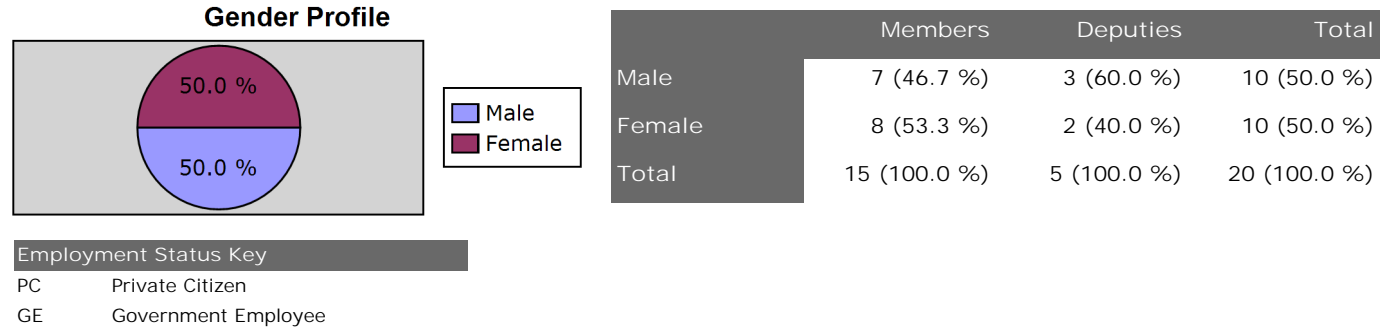 Gender Profile
50.0 %
50.0 %
Male
Female
Members Deputies Total
Male 7 (46.7 %) 3 (60.0 %) 10 (50.0 %)
Female 8 (53.3 %) 2 (40.0 %) 10 (50.0 %)
Total 15 (100.0 %) 5 (100.0 %) 20 (100.0 %)
Employment Status Key
PC Private Citizen
GE Government Employee